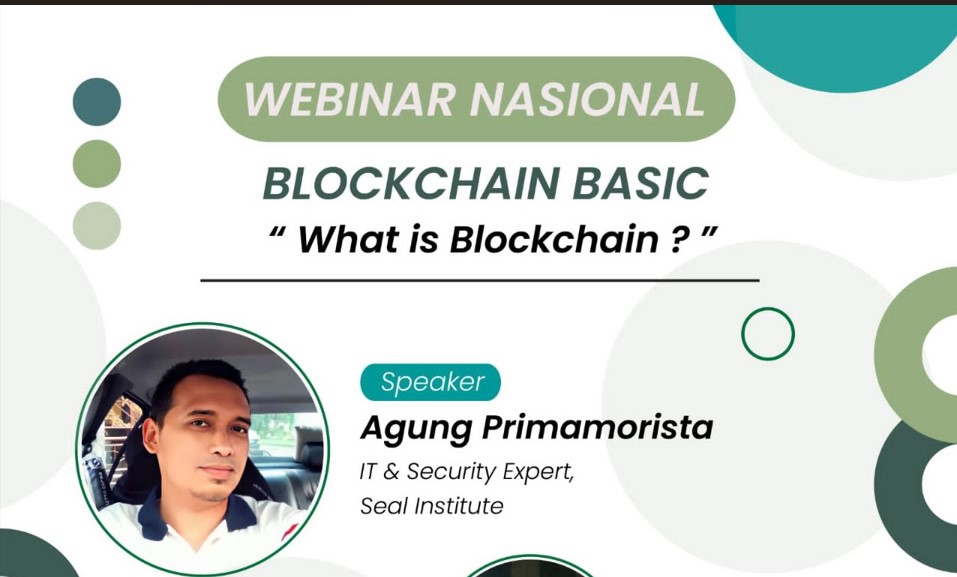 WEBINAR NASIONAL
BLOCKCHAIN BASIC
“ What is Blockchain ? ”
Speaker
Agung Primamorista
IT & Security Expert,
Seal Institute